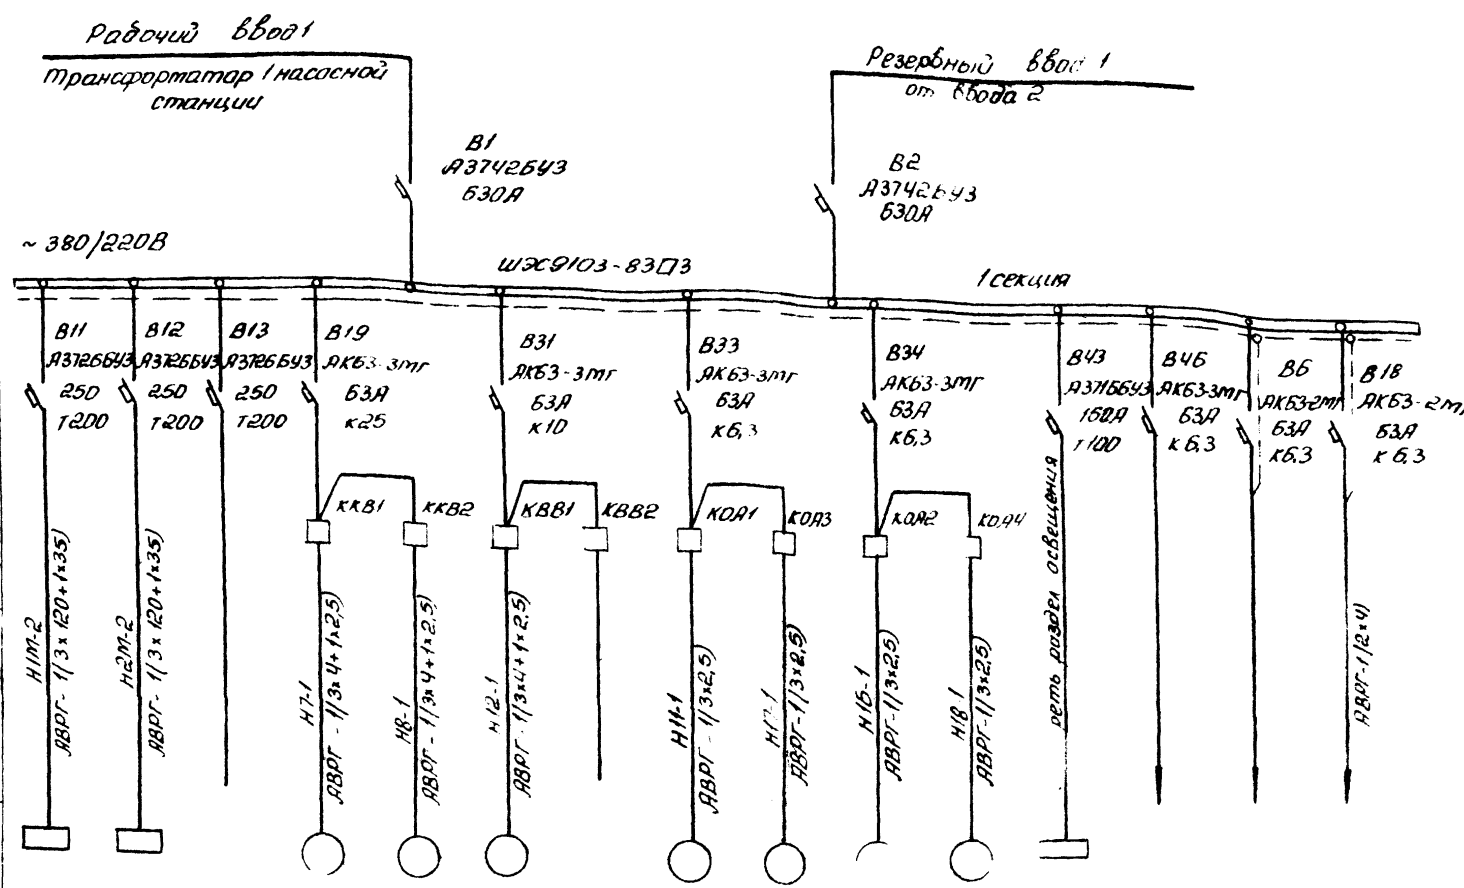 Рабочий ввод 1
Трансфортатор 1 насосной
станции
Резервный ввод 1
от ввода 2
В1
А3742БУ3
630А
В2
А3742БУ3
630А
~ 380/220В
ШЭС9103-83П3
1 секция
В11
А3726БУ3
250
Т200
В12
А3726БУ3
250
Т200
В13
А3726БУ3
250
Т200
В19
АК63-3мг
63А
к25
В31
АК63-3мг
63А
к10
В33
АК63-3мг
63А
к6,3
В34
АК63-3мг
63А
к6,3
В43
А3716БУ3
160А
Т100
В46
АК63-3мг
63А
к6,3
В6
АК63-2мг
63А
к6,3
В18
АК63-2мг
63А
к6,3
ККВ1
ККВ2
КВВ1
КВВ2
КОА1
КОА3
КОА2
КОА4
Н1М-2
АВРГ-1(3х120+1х35)
Н2М-2
АВРГ-1(3х120+1х35)
Н7-1
АВРГ-1(3х4+1х2,5)
Н8-1
АВРГ-1(3х4+1х2,5)
Н12-1
АВРГ-1(3х4+1х2,5)
Н11-1
АВРГ-1(3х2,5)
Н17-1
АВРГ-1(3х2,5)
Н15-1
АВРГ-1(3х2,5)
Н18-1
АВРГ-1(3х2,5)
раздел освещения
АВРГ-1(2х4)